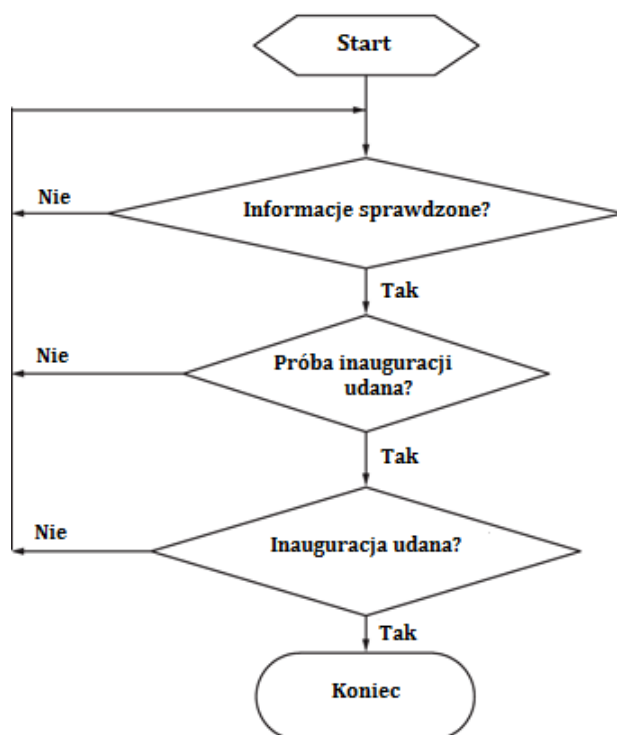 Start
Nie
Informacje sprawdzone?
Tak
Nie
Próba inauguracji
udana?
Tak
Nie
Inauguracja udana?
Tak
Koniec